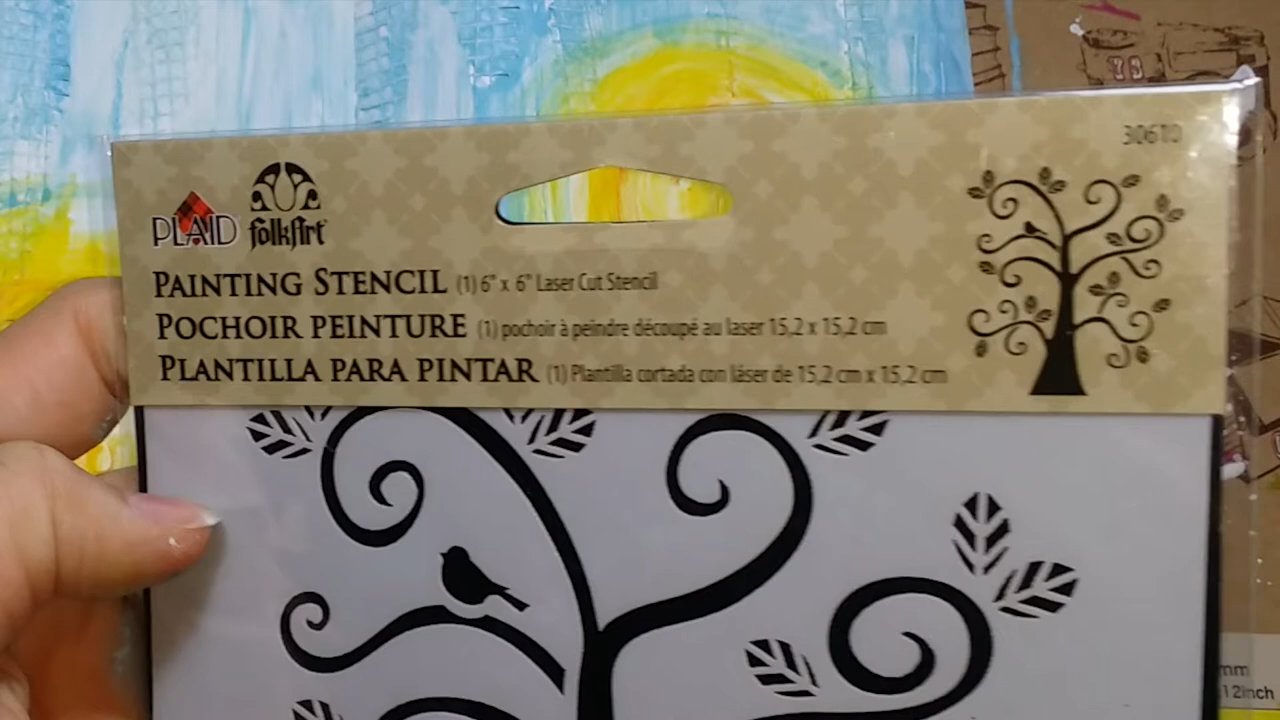 30610
PLAID folkArt
PAINTING STENCIL (1) 6" x 6" Laser Cut Stencil
POCHOIR PEINTURE (1) pochoir à peindre découpé au laser 15,2 x 15,2 cm
PLANTILLA PARA PINTAR (1) Plantilla cortada con láser de 15,2 cm x 15,2 cm
mm
12inch